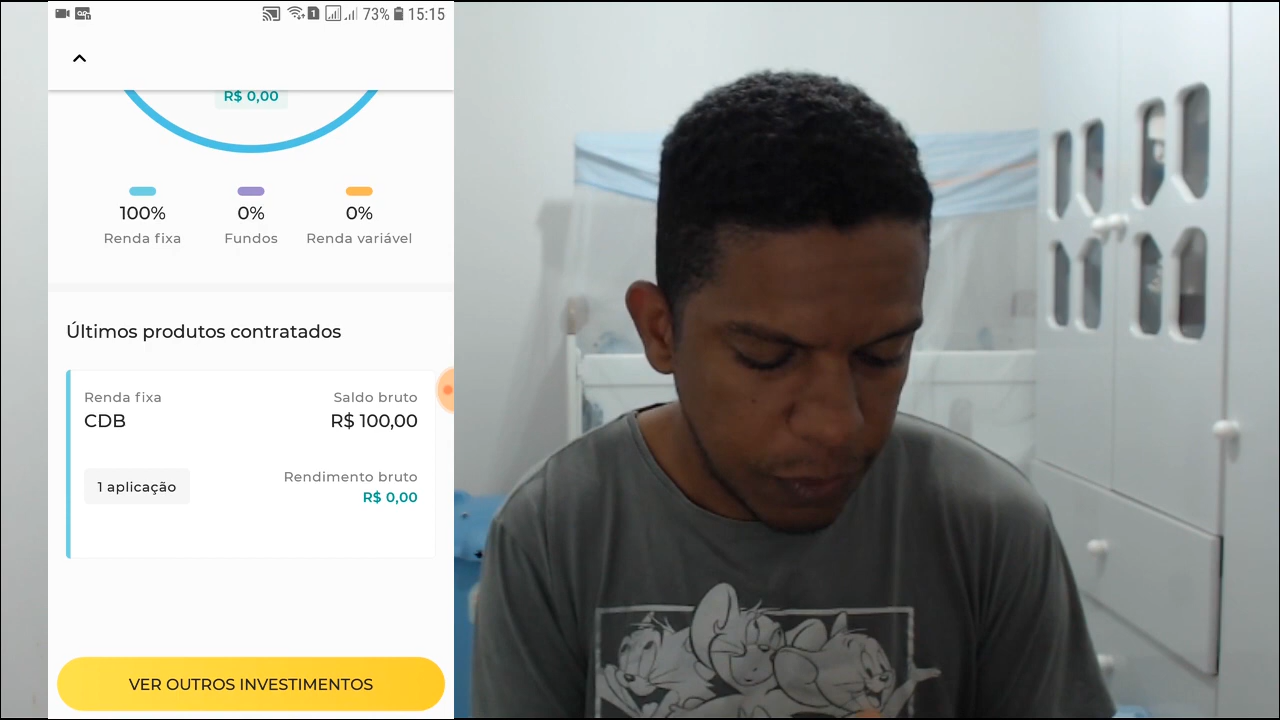 73% 15:15
R$ 0,00
100% 0% 0%
Renda fixa Fundos Renda variável
Últimos produtos contratados
Renda fixa Saldo bruto
CDB R$ 100,00
Rendimento bruto
1 aplicação R$ 0,00
VER OUTROS INVESTIMENTOS